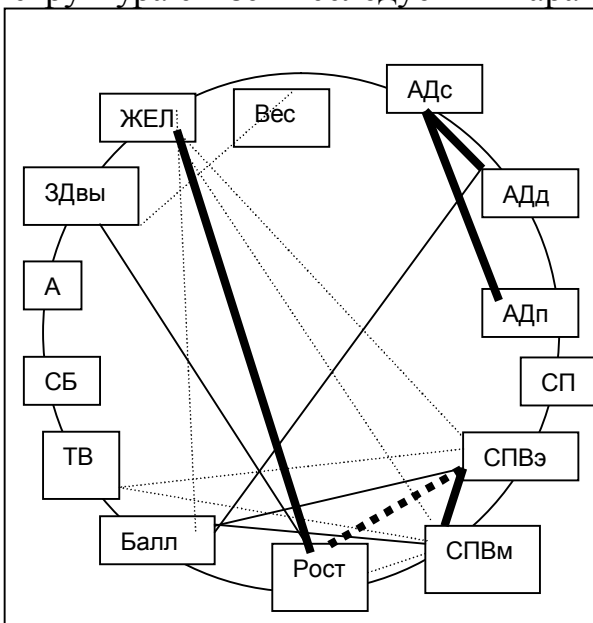 АДс
ЖЕЛ
Вес
ЗДвы
АДд
А
АДп
СБ
СП
ТВ
СПВэ
Балл
Рост
СПВм